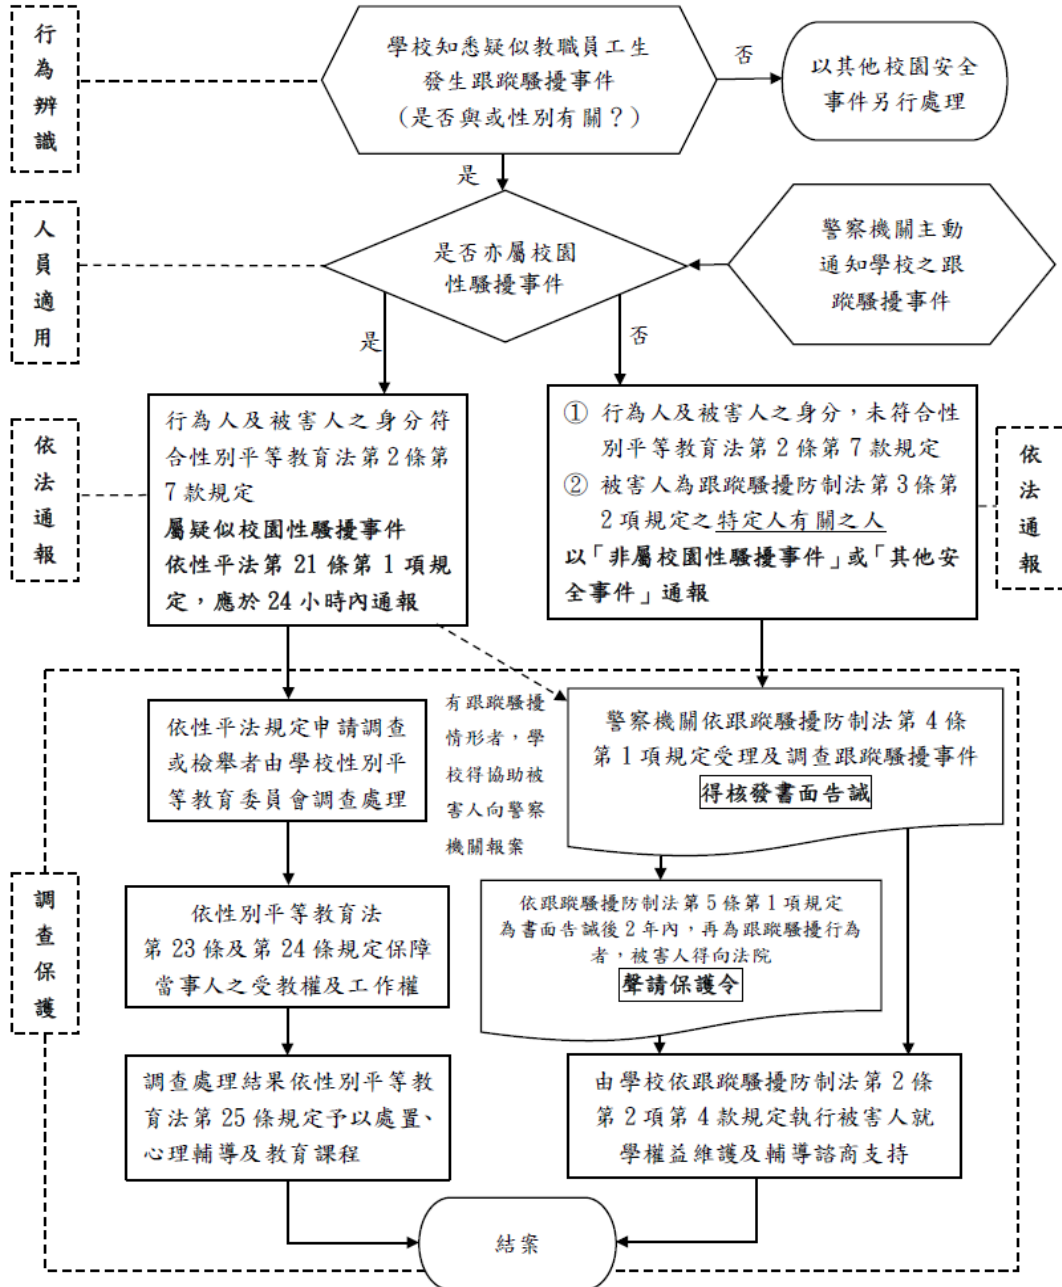 行為辨識
學校知悉疑似教職員工生
發生跟蹤騷擾事件
（是否與或性別有關？）
否
以其他校園安全
事件另行處理
是
人員適用
是否亦屬校園
性騷擾事件
警察機關主動
通知學校之跟
蹤騷擾事件
是
否
依法通報
行為人及被害人之身分符
合性別平等教育法第2條第
7款規定
屬疑似校園性騷擾事件
依性平法第21條第1項規
定，應於24小時內通報
① 行為人及被害人之身分，未符合性
別平等教育法第2條第7款規定
② 被害人為跟蹤騷擾防制法第3條第
2項規定之特定人有關之人
以「非屬校園性騷擾事件」或「其他安
全事件」通報
依法通報
調查保護
依性平法規定申請調查
或檢舉者由學校性別平
等教育委員會調查處理
有跟蹤騷擾
情形者，學
校得協助被
害人向警察
機關報案
警察機關依跟蹤騷擾防制法第4條
第1項規定受理及調查跟蹤騷擾事件
得核發書面告誡
依性別平等教育法
第23條及第24條規定保障
當事人之受教權及工作權
依跟蹤騷擾防制法第5條第1項規定
為書面告誡後2年內，再為跟蹤騷擾行為
者，被害人得向法院
聲請保護令
調查處理結果依性別平等教
育法第25條規定予以處置、
心理輔導及教育課程
由學校依跟蹤騷擾防制法第2條
第2項第4款規定執行被害人就
學權益維護及輔導諮商支持
結案